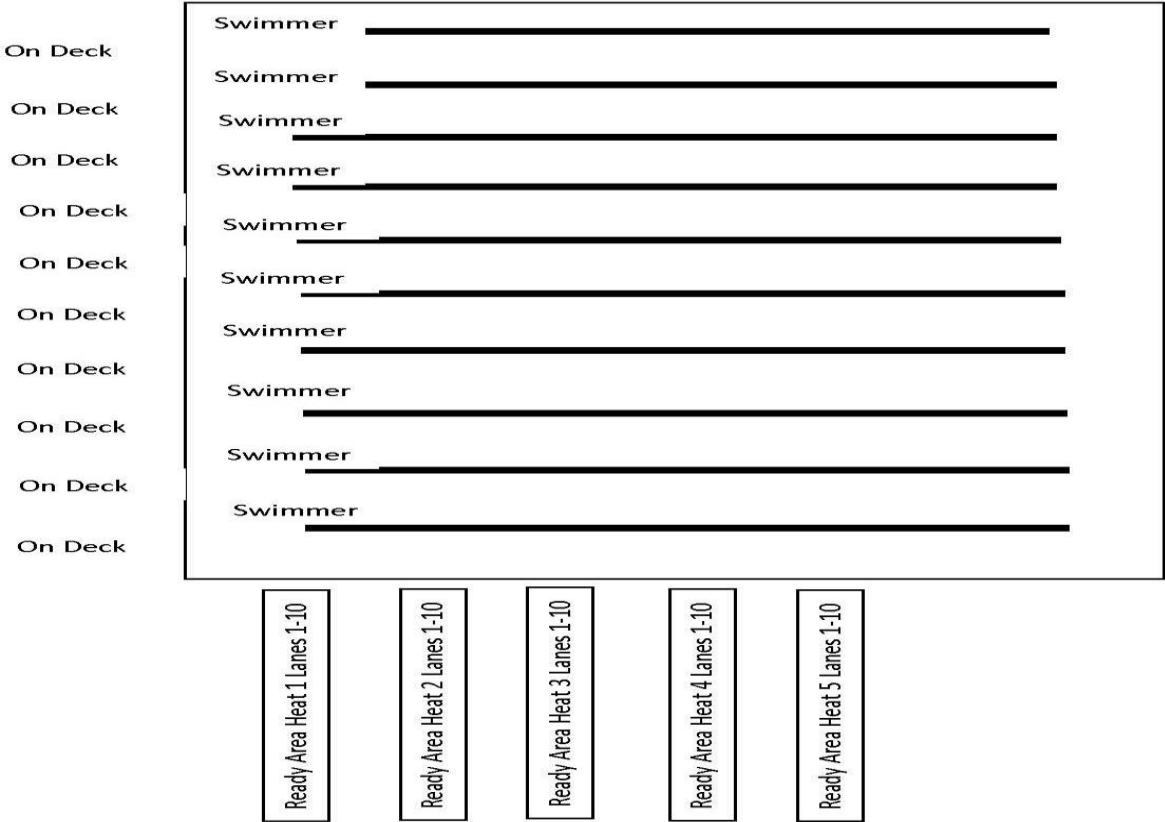 Swimmer
On Deck
Swimmer
On Deck
Swimmer
On Deck
Swimmer
On Deck
Swimmer
On Deck
Swimmer
On Deck
Swimmer
On Deck
Swimmer
On Deck
Swimmer
On Deck
Swimmer
On Deck
Ready Area Heat 1 Lanes 1-10
Ready Area Heat 2 Lanes 1-10
Ready Area Heat 3 Lanes 1-10
Ready Area Heat 4 Lanes 1-10
Ready Area Heat 5 Lanes 1-10